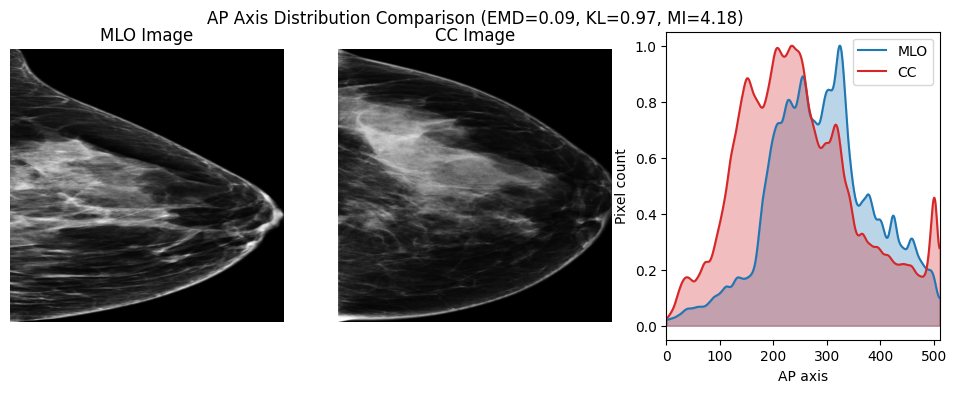 AP Axis Distribution Comparison (EMD=0.09, KL=0.97, MI=4.18)
MLO Image
CC Image
MLO
CC
Pixel count
1.0
0.8
0.6
0.4
0.2
0.0
0 100 200 300 400 500
AP axis